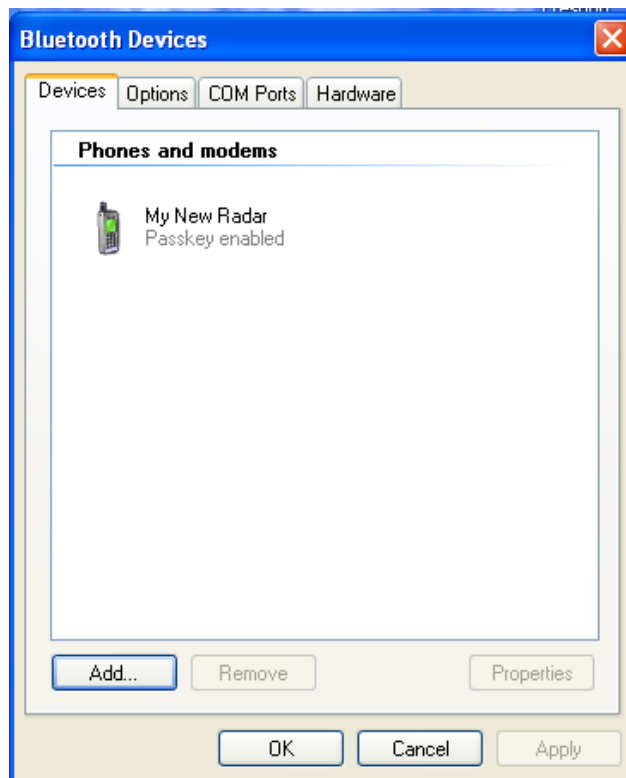 Bluetooth Devices
Devices Options COM Ports Hardware
Phones and modems
My New Radar
Passkey enabled
Add... Remove Properties
OK Cancel Apply